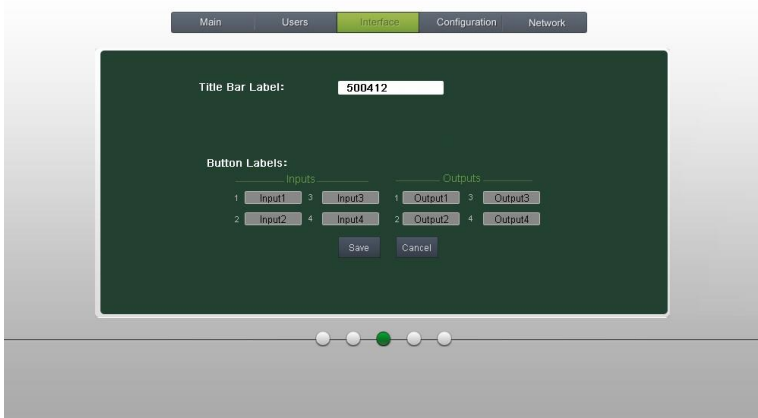 Main Users Interface Configuration Network
Title Bar Label: 500412
Button Labels:
Inputs Outputs
1 Input1 3 Input3 1 Output1 3 Output3
2 Input2 4 Input4 2 Output2 4 Output4
Save Cancel